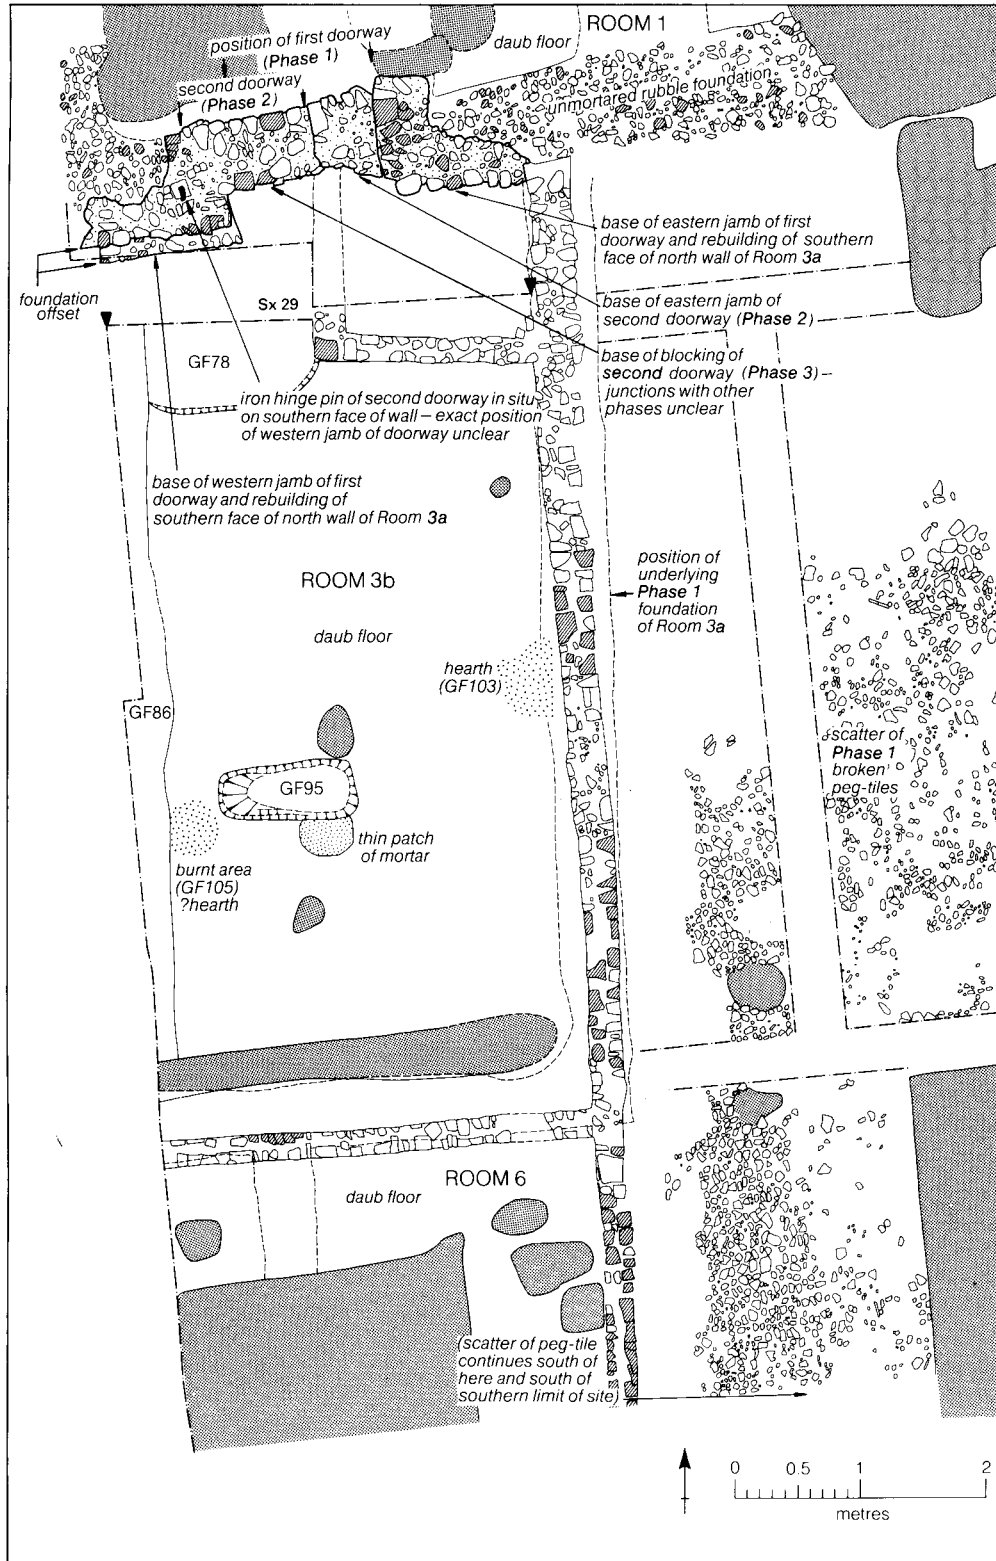 ROOM 1
position of first doorway
(Phase 1)
daub floor
second doorway
(Phase 2)
unmortared rubble foundation
base of eastern jamb of first
doorway and rebuilding of southern
face of north wall of Room 3a
foundation
offset
Sx 29
base of eastern jamb of
second doorway (Phase 2)
GF78
base of blocking of
second doorway (Phase 3) –
junctions with other
phases unclear
iron hinge pin of second doorway in situ
on southern face of wall – exact position
of western jamb of doorway unclear
base of western jamb of first
doorway and rebuilding of
southern face of north wall of Room 3a
ROOM 3b
daub floor
position of
underlying
Phase 1
foundation
of Room 3a
hearth
(GF103)
GF86
scatter of
Phase 1
broken
peg-tiles
GF95
thin patch
of mortar
burnt area
(GF105)
?hearth
ROOM 6
daub floor
(scatter of peg-tile
continues south of
here and south of
southern limit of site)
0 0.5 1 2
metres